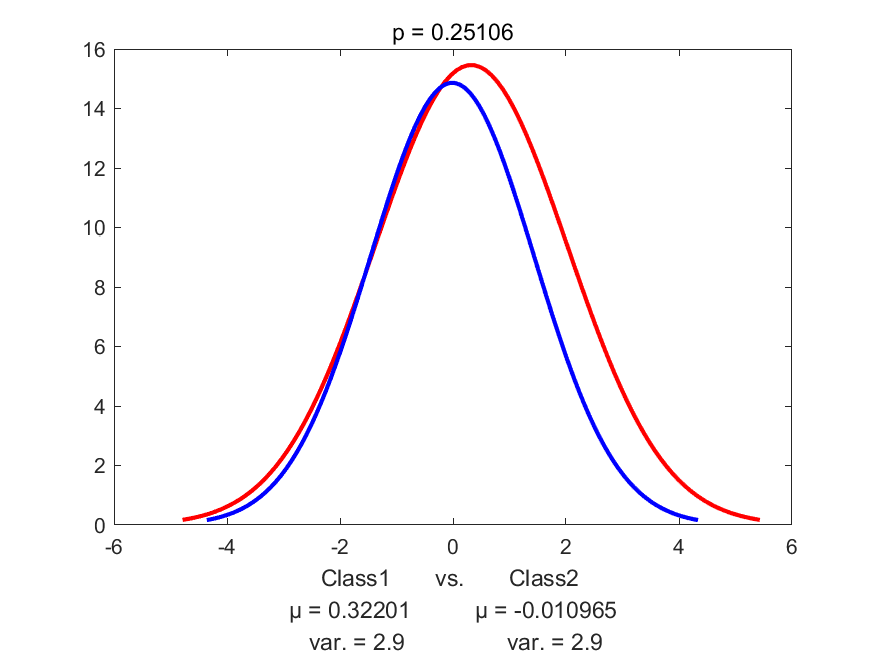 p = 0.25106
16
14
12
10
8
6
4
2
0
-6 -4 -2 0 2 4 6
Class1 vs. Class2
μ = 0.32201 μ = -0.010965
var. = 2.9 var. = 2.9